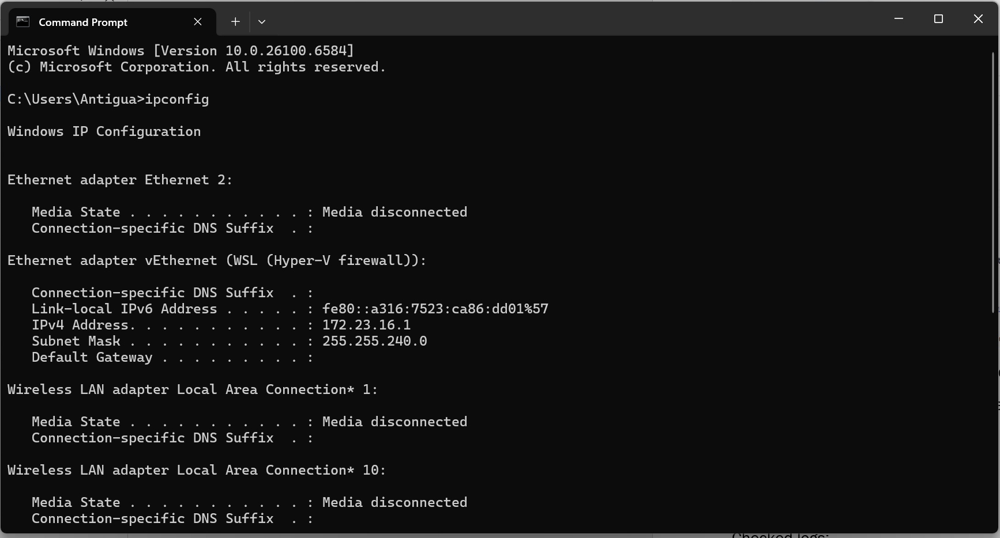 Command Prompt
Microsoft Windows [Version 10.0.26100.6584]
(c) Microsoft Corporation. All rights reserved.
C:\Users\Antigua>ipconfig
Windows IP Configuration
Ethernet adapter Ethernet 2:
Media State . . . . . . . . . . . : Media disconnected
Connection-specific DNS Suffix  . :
Ethernet adapter vEthernet (WSL (Hyper-V firewall)):
Connection-specific DNS Suffix  . :
Link-local IPv6 Address . . . . . : fe80::a316:7523:ca86:dd01%57
IPv4 Address. . . . . . . . . . . : 172.23.16.1
Subnet Mask . . . . . . . . . . . : 255.255.240.0
Default Gateway . . . . . . . . . :
Wireless LAN adapter Local Area Connection* 1:
Media State . . . . . . . . . . . : Media disconnected
Connection-specific DNS Suffix  . :
Wireless LAN adapter Local Area Connection* 10:
Media State . . . . . . . . . . . : Media disconnected
Connection-specific DNS Suffix  . :
Checked logs: